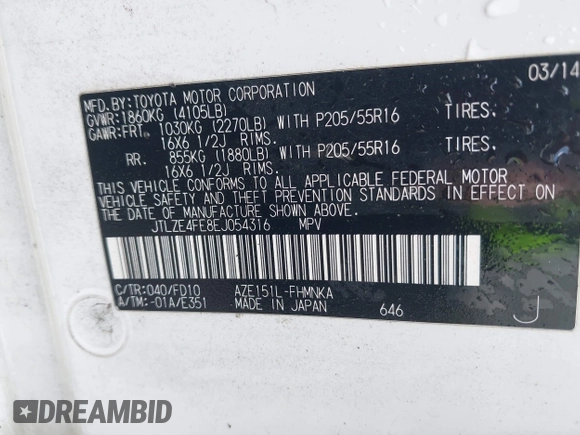 03/14
MFD.BY:TOYOTA MOTOR CORPORATION
GVWR:1860KG (4105LB)
GAWR:FRT. 1030KG (2270LB) WITH P205/55R16 TIRES.
16X6 1/2J RIMS.
RR. 855KG (1880LB) WITH P205/55R16 TIRES.
16X6 1/2J RIMS.
THIS VEHICLE CONFORMS TO ALL APPLICABLE FEDERAL MOTOR
VEHICLE SAFETY AND THEFT PREVENTION STANDARDS IN EFFECT ON
THE DATE OF MANUFACTURE SHOWN ABOVE.
JTLZE4FE8EJ054316 MPV
C/TR:040/FD10 AZE151L-FHMNKA
A/TM:-01A/E351 MADE IN JAPAN 646 J
DREAMBID